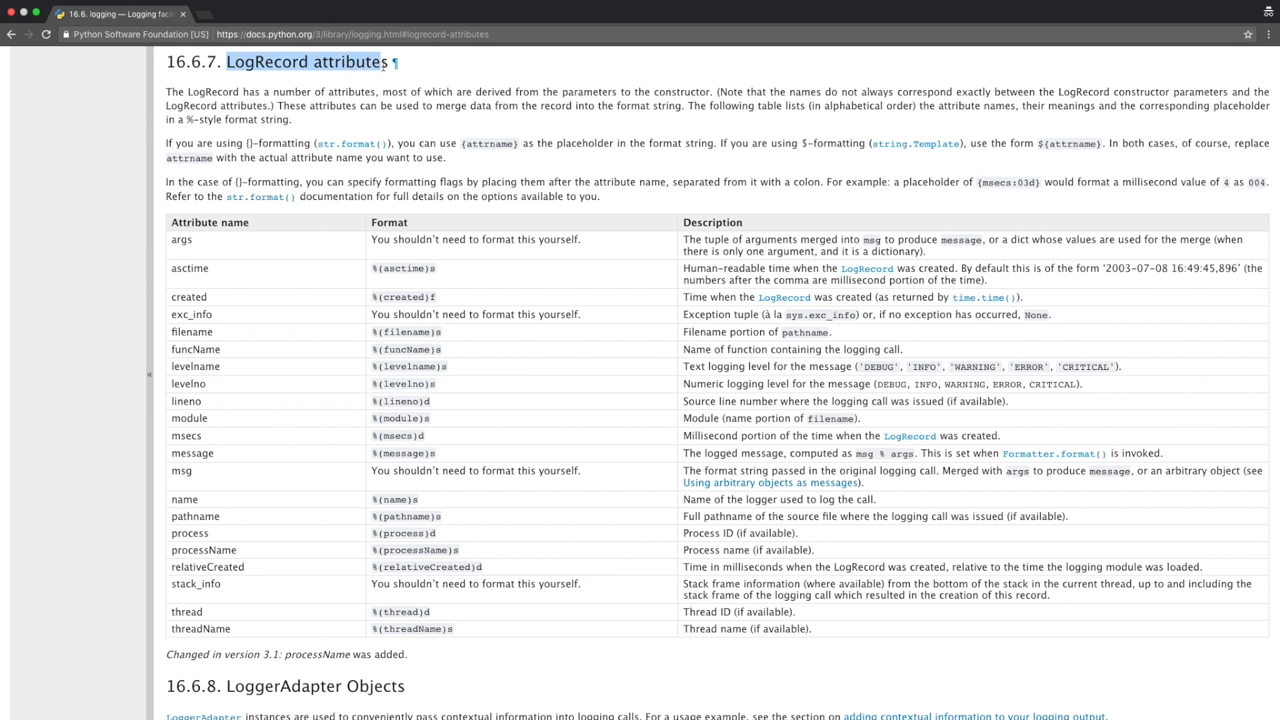 16.6. logging — Logging facil
Python Software Foundation [US] https://docs.python.org/3/library/logging.html#logrecord-attributes
16.6.7. LogRecord attributes ¶
The LogRecord has a number of attributes, most of which are derived from the parameters to the constructor. (Note that the names do not always correspond exactly between the LogRecord constructor parameters and the
LogRecord attributes.) These attributes can be used to merge data from the record into the format string. The following table lists (in alphabetical order) the attribute names, their meanings and the corresponding placeholder
in a %-style format string.
If you are using {}-formatting (str.format()), you can use {attrname} as the placeholder in the format string. If you are using $-formatting (string.Template), use the form ${attrname}. In both cases, of course, replace
attrname with the actual attribute name you want to use.
In the case of {}-formatting, you can specify formatting flags by placing them after the attribute name, separated from it with a colon. For example: a placeholder of {msecs:03d} would format a millisecond value of 4 as 004.
Refer to the str.format() documentation for full details on the options available to you.
Attribute name Format Description
args You shouldn't need to format this yourself. The tuple of arguments merged into msg to produce message, or a dict whose values are used for the merge (when
there is only one argument, and it is a dictionary).
asctime %(asctime)s Human-readable time when the LogRecord was created. By default this is of the form '2003-07-08 16:49:45,896' (the
numbers after the comma are millisecond portion of the time).
created %(created)f Time when the LogRecord was created (as returned by time.time()).
exc_info You shouldn't need to format this yourself. Exception tuple (à la sys.exc_info) or, if no exception has occurred, None.
filename %(filename)s Filename portion of pathname.
funcName %(funcName)s Name of function containing the logging call.
levelname %(levelname)s Text logging level for the message ('DEBUG', 'INFO', 'WARNING', 'ERROR', 'CRITICAL').
levelno %(levelno)s Numeric logging level for the message (DEBUG, INFO, WARNING, ERROR, CRITICAL).
lineno %(lineno)d Source line number where the logging call was issued (if available).
module %(module)s Module (name portion of filename).
msecs %(msecs)d Millisecond portion of the time when the LogRecord was created.
message %(message)s The logged message, computed as msg % args. This is set when Formatter.format() is invoked.
msg You shouldn't need to format this yourself. The format string passed in the original logging call. Merged with args to produce message, or an arbitrary object (see
Using arbitrary objects as messages).
name %(name)s Name of the logger used to log the call.
pathname %(pathname)s Full pathname of the source file where the logging call was issued (if available).
process %(process)d Process ID (if available).
processName %(processName)s Process name (if available).
relativeCreated %(relativeCreated)d Time in milliseconds when the LogRecord was created, relative to the time the logging module was loaded.
stack_info You shouldn't need to format this yourself. Stack frame information (where available) from the bottom of the stack in the current thread, up to and including the
stack frame of the logging call which resulted in the creation of this record.
thread %(thread)d Thread ID (if available).
threadName %(threadName)s Thread name (if available).
Changed in version 3.1: processName was added.
16.6.8. LoggerAdapter Objects
LoggerAdapter instances are used to conveniently pass contextual information into logging calls. For a usage example, see the section on adding contextual information to your logging output.